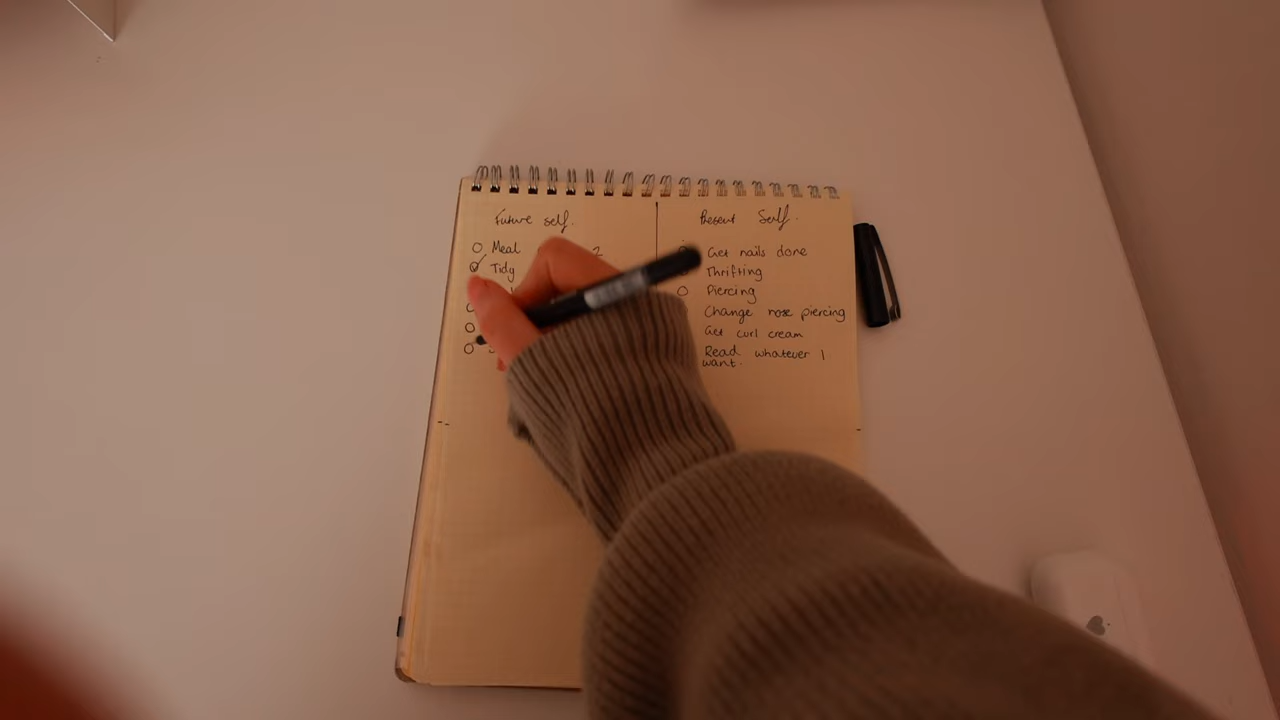 Future self.
Present Self.
Meal 2
Tidy
Get nails done
Thrifting
Piercing
Change nose piercing
Get curl cream
Read whatever I
want.